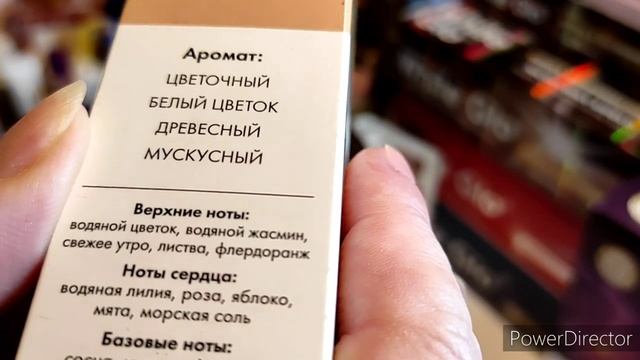 Аромат:
ЦВЕТОЧНЫЙ
БЕЛЫЙ ЦВЕТОК
ДРЕВЕСНЫЙ
МУСКУСНЫЙ
Верхние ноты:
водяной цветок, водяной жасмин,
свежее утро, листва, флердоранж
Ноты сердца:
водяная лилия, роза, яблоко,
мята, морская соль
Базовые ноты:
PowerDirector